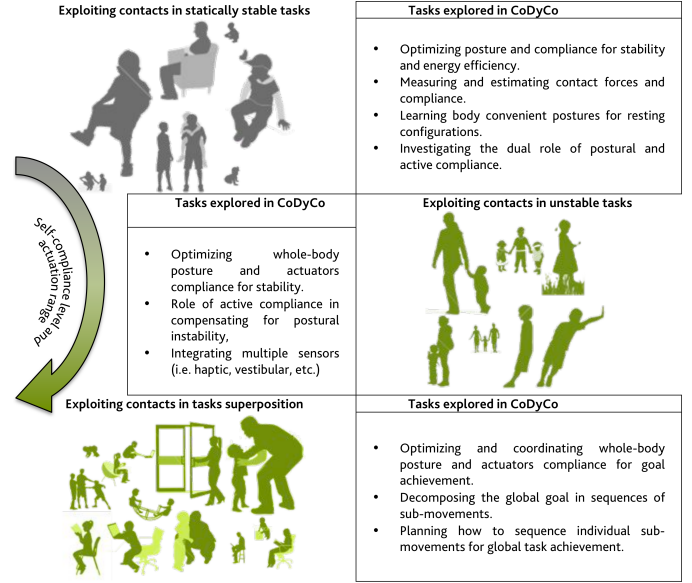 Exploiting contacts in statically stable tasks
Tasks explored in CoDyCo
• Optimizing posture and compliance for stability
and energy efficiency.
• Measuring and estimating contact forces and
compliance.
• Learning body convenient postures for resting
configurations.
• Investigating the dual role of postural and
active compliance.
Self-compliance level and
actuation range
Tasks explored in CoDyCo
• Optimizing whole-body
posture and actuators
compliance for stability.
• Role of active compliance in
compensating for postural
instability,
• Integrating multiple sensors
(i.e. haptic, vestibular, etc.)
Exploiting contacts in unstable tasks
Exploiting contacts in tasks superposition
Tasks explored in CoDyCo
• Optimizing and coordinating whole-body
posture and actuators compliance for goal
achievement.
• Decomposing the global goal in sequences of
sub-movements.
• Planning how to sequence individual sub-
movements for global task achievement.